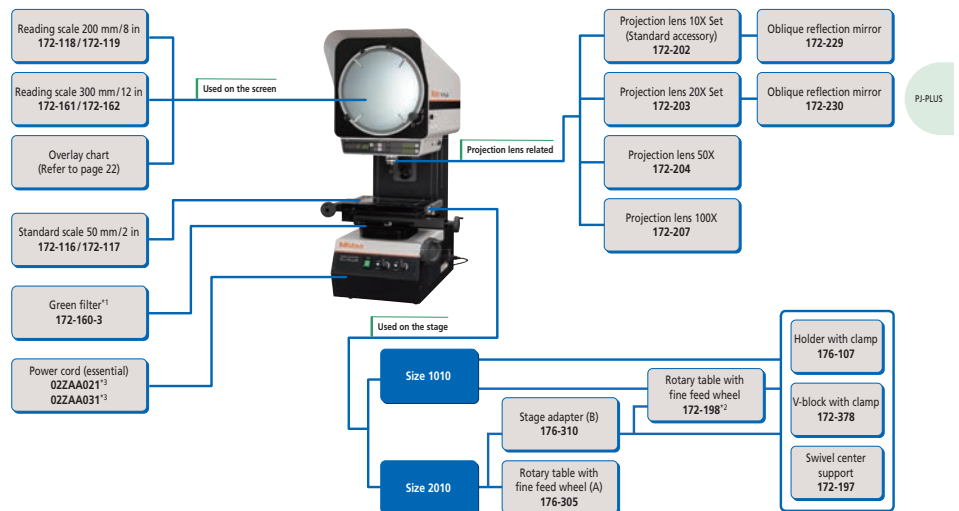 Reading scale 200 mm/8 in
172-118/172-119
Reading scale 300 mm/12 in
172-161/172-162
Overlay chart
(Refer to page 22)
Standard scale 50 mm/2 in
172-116/172-117
Green filter*1
172-160-3
Power cord (essential)
02ZAA021*3
02ZAA031*3
Used on the screen
Projection lens related
Used on the stage
Mitutoyo
Projection lens 10X Set
(Standard accessory)
172-202
Oblique reflection mirror
172-229
Projection lens 20X Set
172-203
Oblique reflection mirror
172-230
Projection lens 50X
172-204
Projection lens 100X
172-207
PJ-PLUS
Size 1010
Size 2010
Stage adapter (B)
176-310
Rotary table with
fine feed wheel (A)
176-305
Rotary table with
fine feed wheel
172-198*2
Holder with clamp
176-107
V-block with clamp
172-378
Swivel center
support
172-197